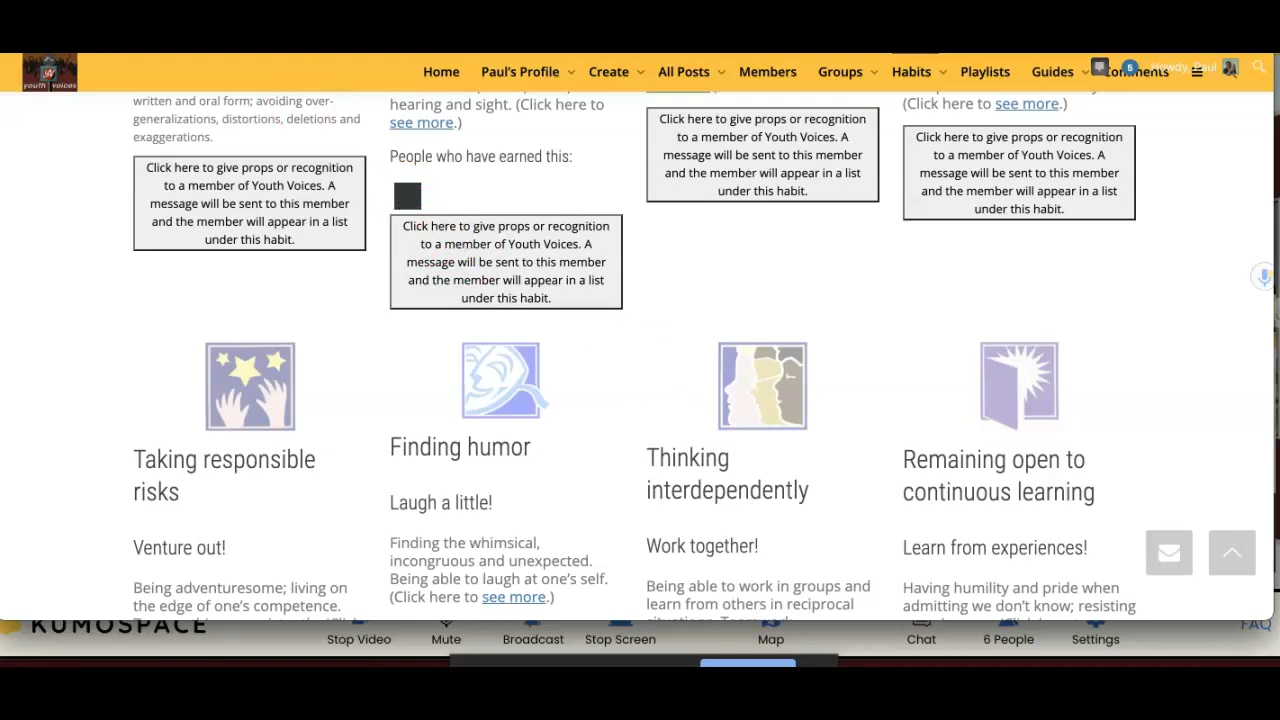 youth voices
Home Paul's Profile Create All Posts Members Groups Habits Playlists Guides Comments
5 Howdy, Paul
written and oral form; avoiding over-
generalizations, distortions, deletions and
exaggerations.
Click here to give props or recognition
to a member of Youth Voices. A
message will be sent to this member
and the member will appear in a list
under this habit.
hearing and sight. (Click here to
see more.)
People who have earned this:
Click here to give props or recognition
to a member of Youth Voices. A
message will be sent to this member
and the member will appear in a list
under this habit.
Click here to give props or recognition
to a member of Youth Voices. A
message will be sent to this member
and the member will appear in a list
under this habit.
(Click here to see more.)
Click here to give props or recognition
to a member of Youth Voices. A
message will be sent to this member
and the member will appear in a list
under this habit.
Taking responsible
risks
Venture out!
Being adventuresome; living on
the edge of one's competence.
Finding humor
Laugh a little!
Finding the whimsical,
incongruous and unexpected.
Being able to laugh at one's self.
(Click here to see more.)
Thinking
interdependently
Work together!
Being able to work in groups and
learn from others in reciprocal
Remaining open to
continuous learning
Learn from experiences!
Having humility and pride when
admitting we don't know; resisting
KUMOSPACE
Stop Video Mute Broadcast Stop Screen Map Chat 6 People Settings
FAQ